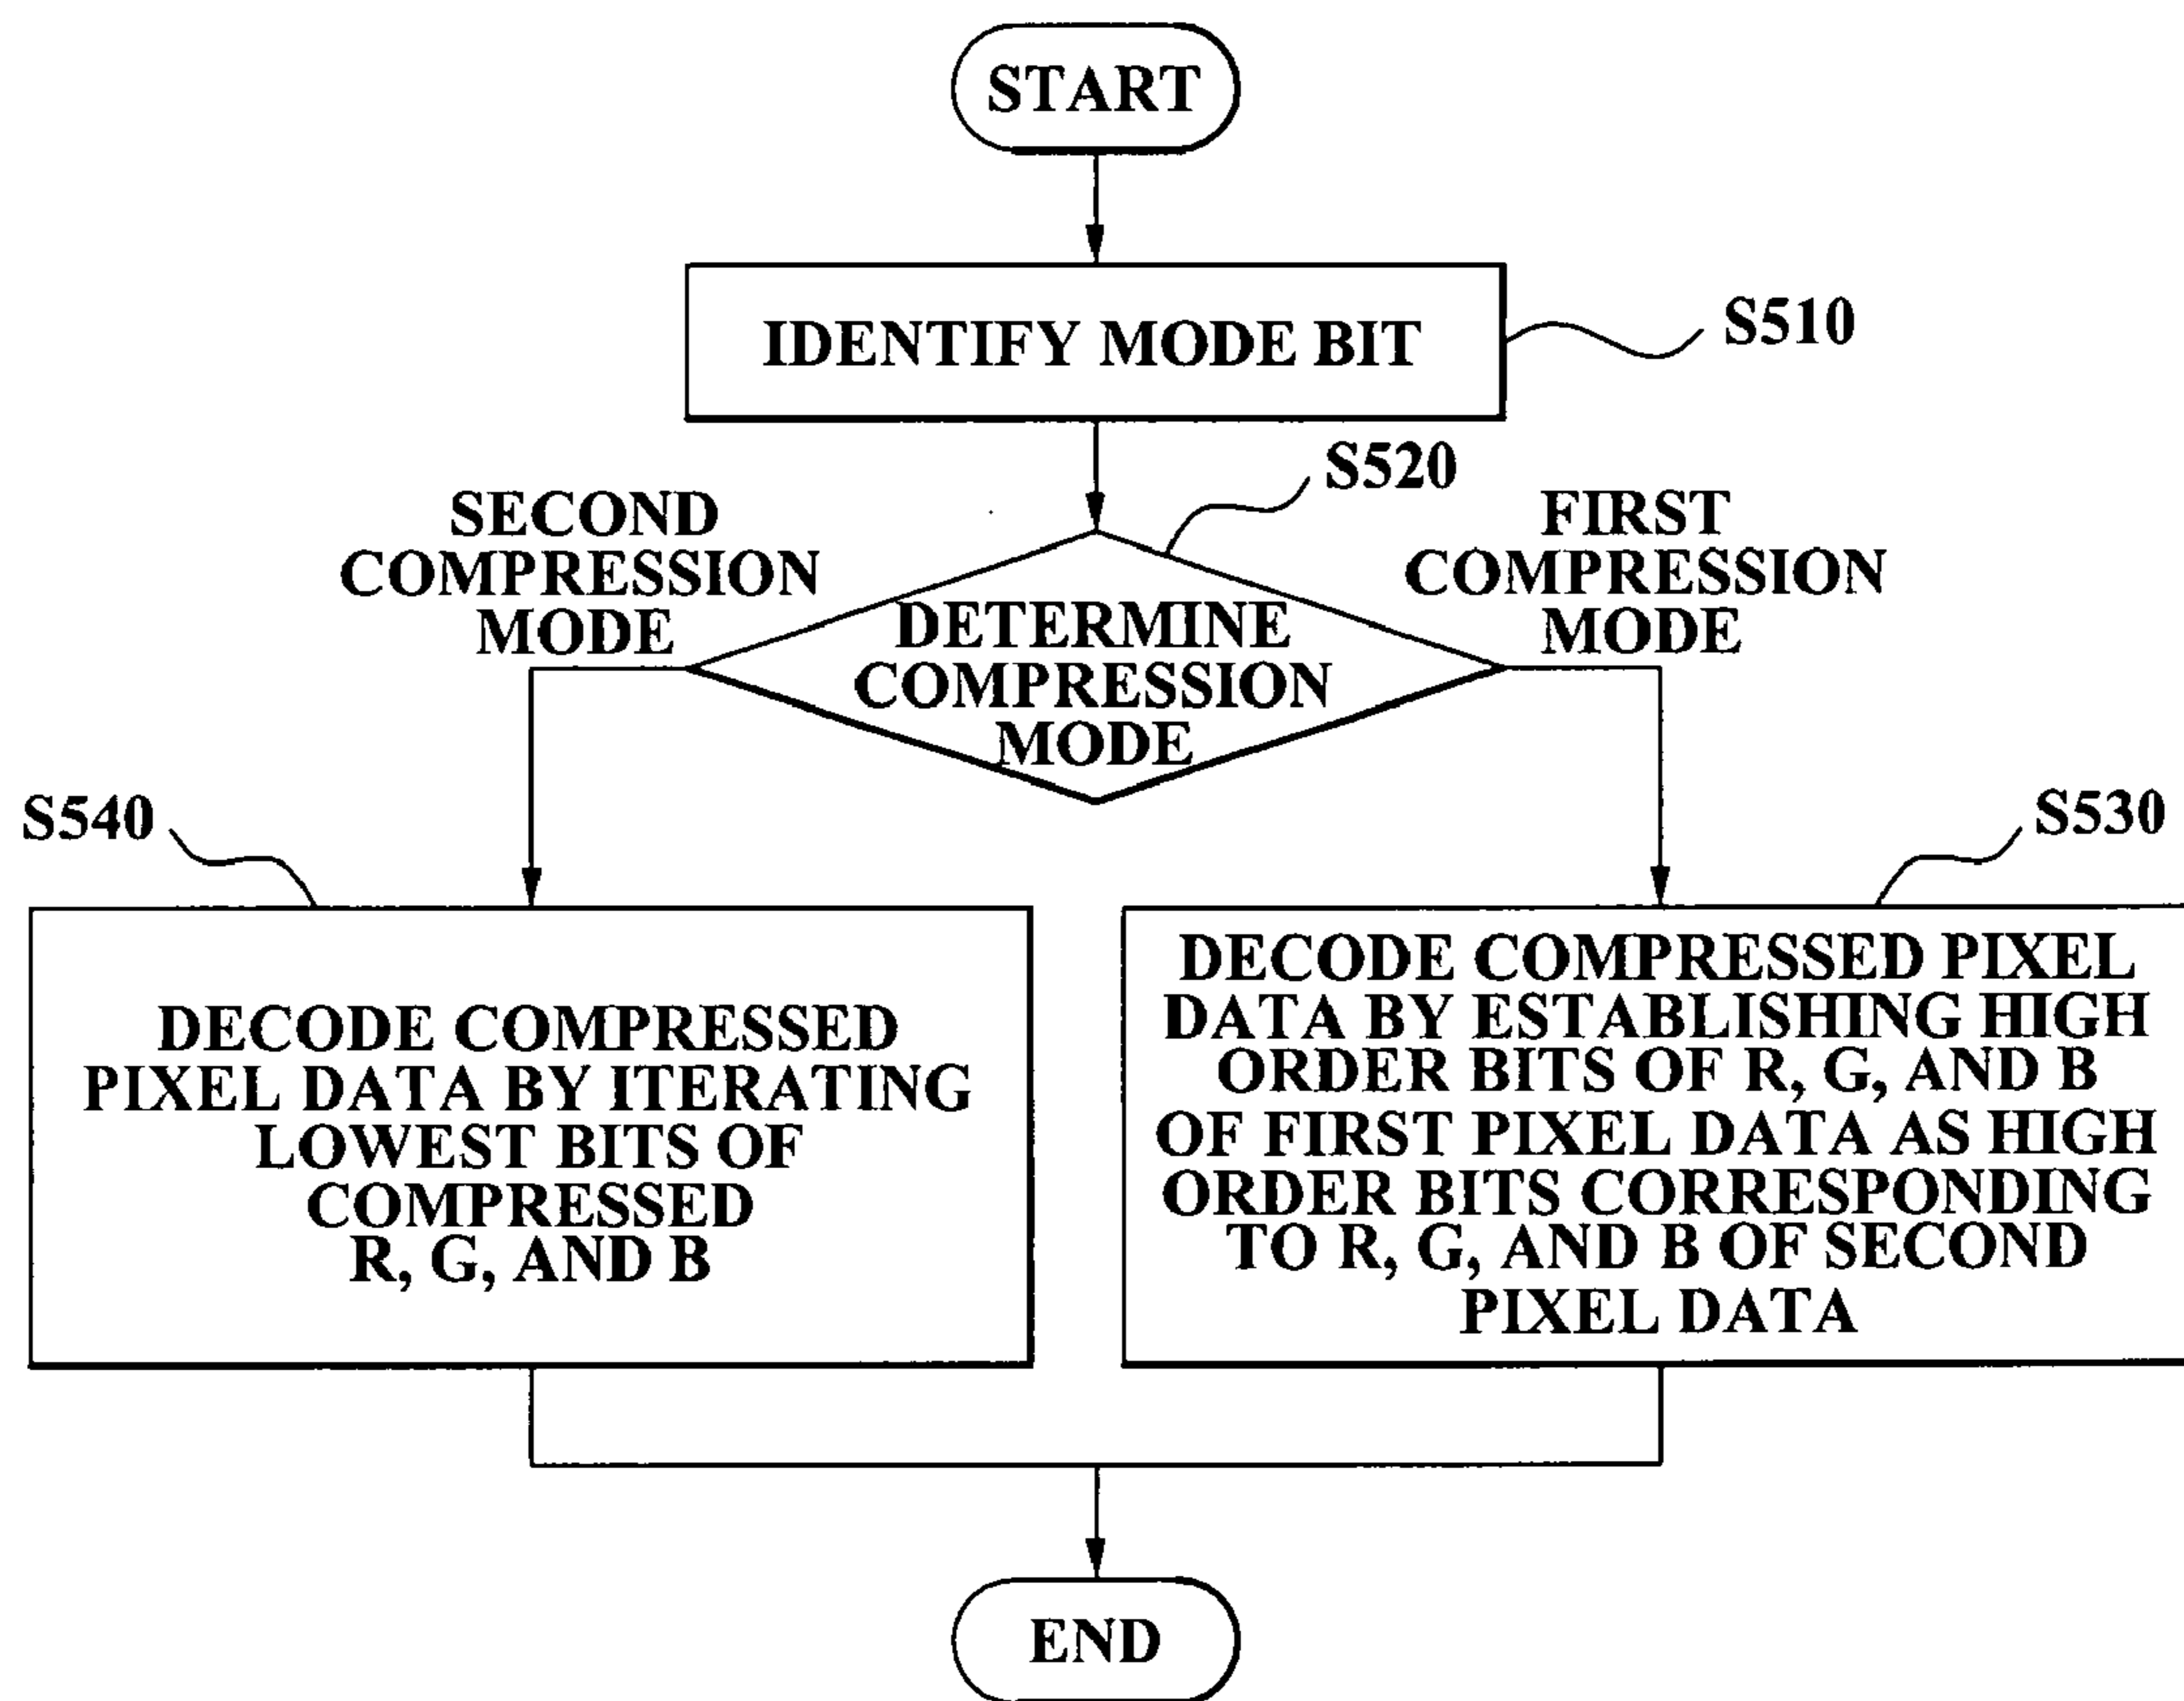 START
IDENTIFY MODE BIT
S510
S520
SECOND
COMPRESSION
MODE
FIRST
COMPRESSION
MODE
DETERMINE
COMPRESSION
MODE
S540
S530
DECODE COMPRESSED
PIXEL DATA BY ITERATING
LOWEST BITS OF
COMPRESSED
R, G, AND B
DECODE COMPRESSED PIXEL
DATA BY ESTABLISHING HIGH
ORDER BITS OF R, G, AND B
OF FIRST PIXEL DATA AS HIGH
ORDER BITS CORRESPONDING
TO R, G, AND B OF SECOND
PIXEL DATA
END